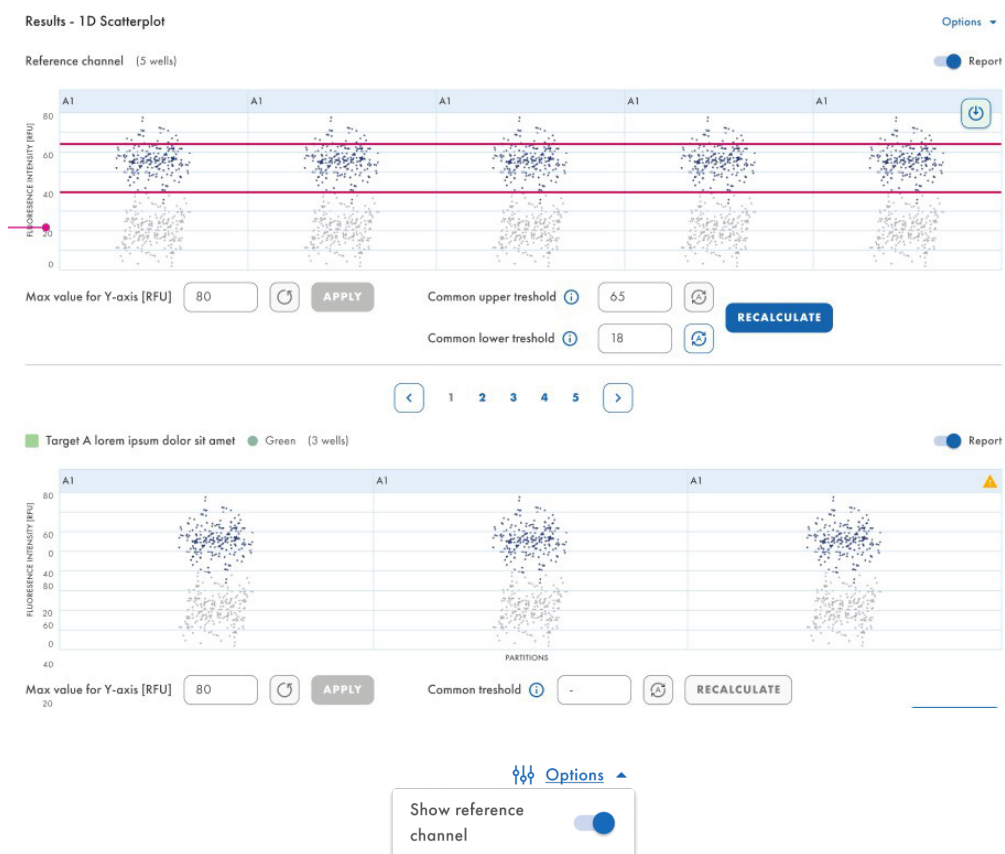 Results - 1D Scatterplot
Options
Reference channel (5 wells)
Report
A1 A1 A1 A1 A1
80
60
40
20
0
FLUORESENCE INTENSITY [RFU]
Max value for Y-axis [RFU] 80 APPLY
Common upper treshold i 65 A
RECALCULATE
Common lower treshold i 18 A
< 1 2 3 4 5 >
Target A lorem ipsum dolor sit amet Green (3 wells)
Report
A1 A1 A1
80
60
0
40
80
20
60
0
40
FLUORESENCE INTENSITY [RFU]
PARTITIONS
Max value for Y-axis [RFU] 80 APPLY
Common treshold i - A RECALCULATE
20
Options
Show reference
channel